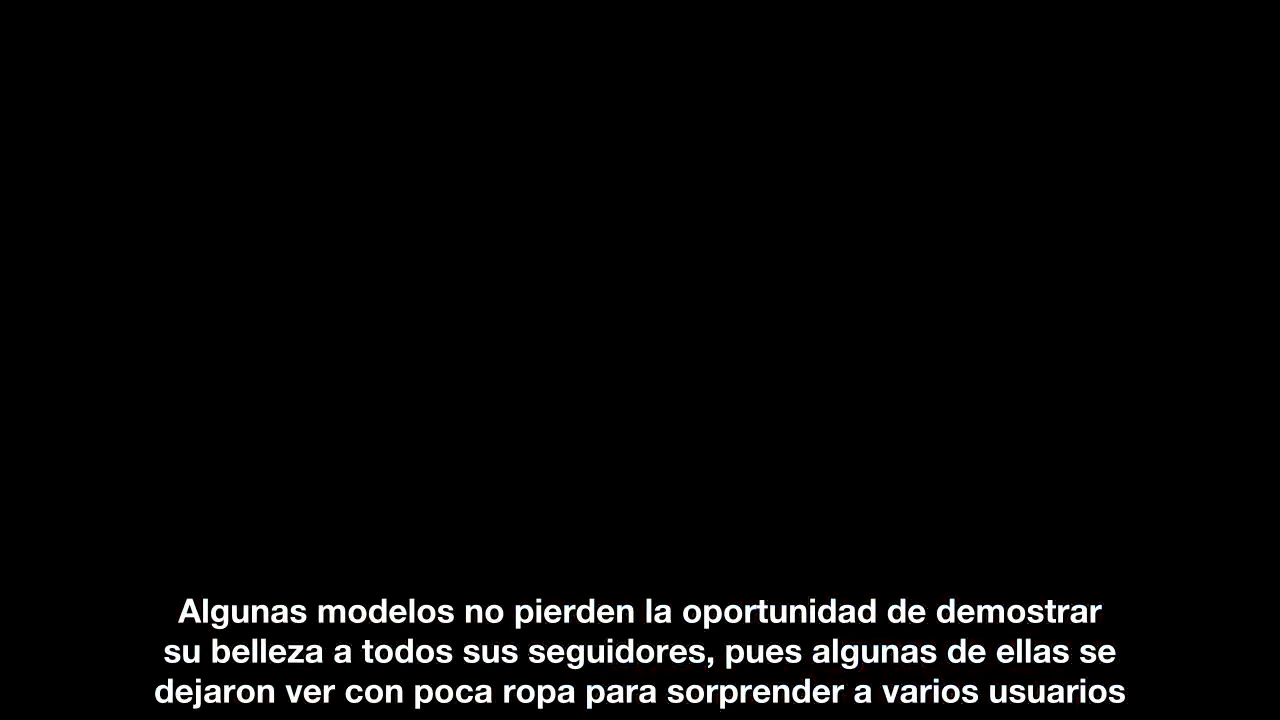 Algunas modelos no pierden la oportunidad de demostrar
su belleza a todos sus seguidores, pues algunas de ellas se
dejaron ver con poca ropa para sorprender a varios usuarios